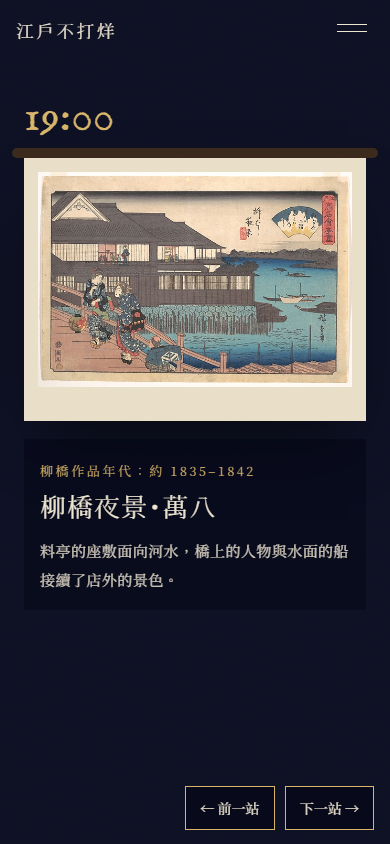 江戶不打烊
19:00
柳橋作品年代：約 1835–1842
柳橋夜景・萬八
料亭的座敷面向河水，橋上的人物與水面的船
接續了店外的景色。
← 前一站
下一站 →